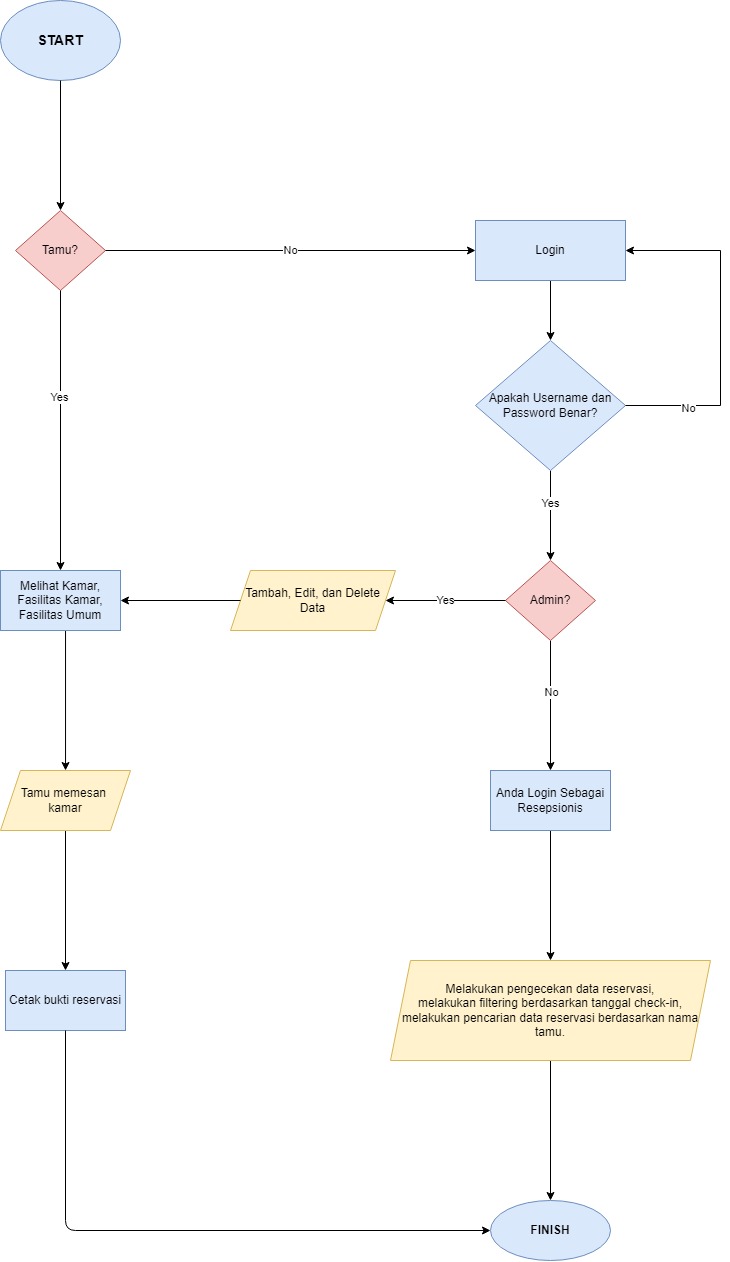 START
Tamu?
No
Login
Yes
Apakah Username dan
Password Benar?
No
Yes
Melihat Kamar,
Fasilitas Kamar,
Fasilitas Umum
Tambah, Edit, dan Delete
Data
Yes
Admin?
No
Tamu memesan
kamar
Anda Login Sebagai
Resepsionis
Cetak bukti reservasi
Melakukan pengecekan data reservasi,
melakukan filtering berdasarkan tanggal check-in,
melakukan pencarian data reservasi berdasarkan nama
tamu.
FINISH